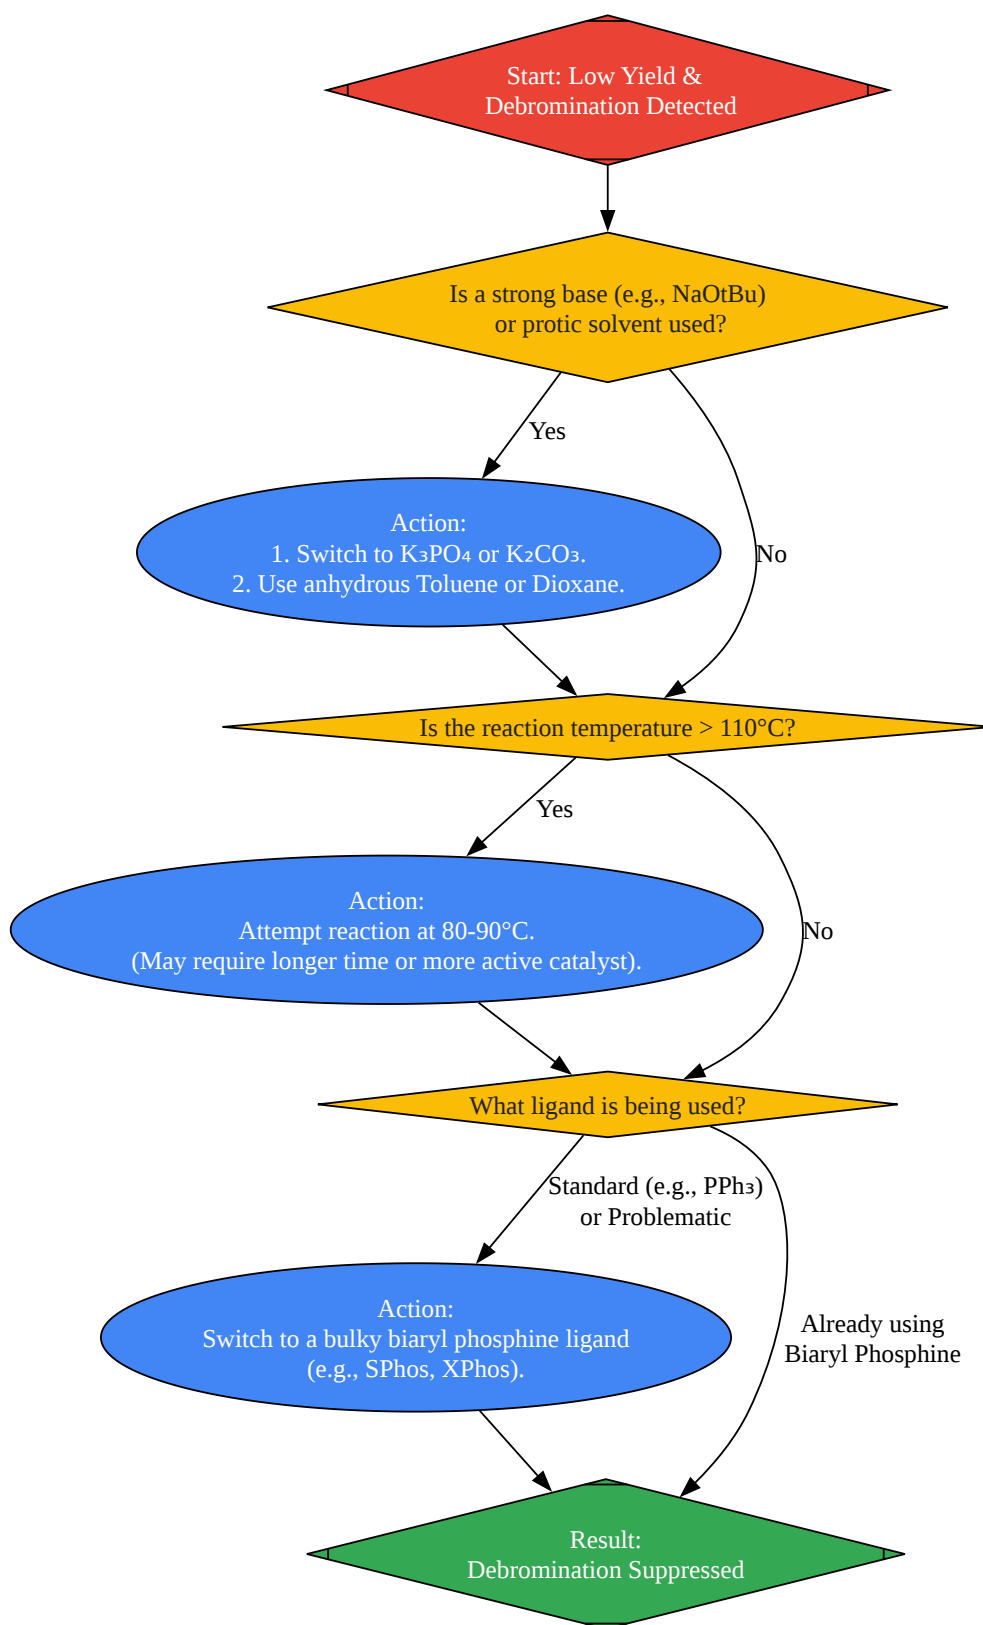 Start: Low Yield &
Debromination Detected
Is a strong base (e.g., NaOtBu)
or protic solvent used?
Yes
Action:
1. Switch to K₃PO₄ or K₂CO₃.
2. Use anhydrous Toluene or Dioxane.
No
Is the reaction temperature > 110°C?
Yes
Action:
Attempt reaction at 80-90°C.
(May require longer time or more active catalyst).
No
What ligand is being used?
Standard (e.g., PPh₃)
or Problematic
Action:
Switch to a bulky biaryl phosphine ligand
(e.g., SPhos, XPhos).
Already using
Biaryl Phosphine
Result:
Debromination Suppressed